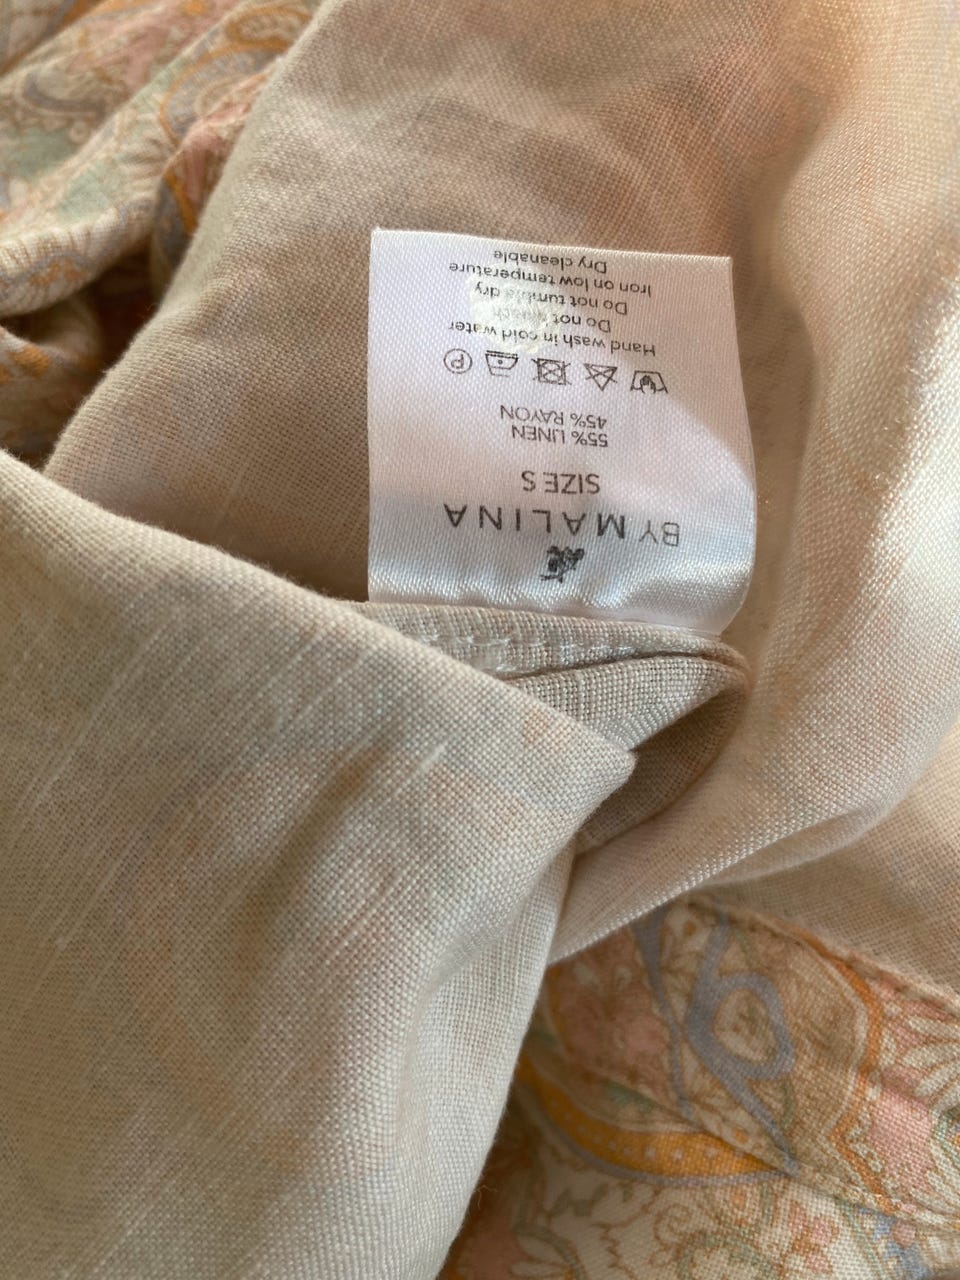 BY MALINA
SIZE S
55% LINEN
45% RAYON
P
Hand wash in cold water
Do not bleach
Do not tumble dry
Iron on low temperature
Dry cleanable